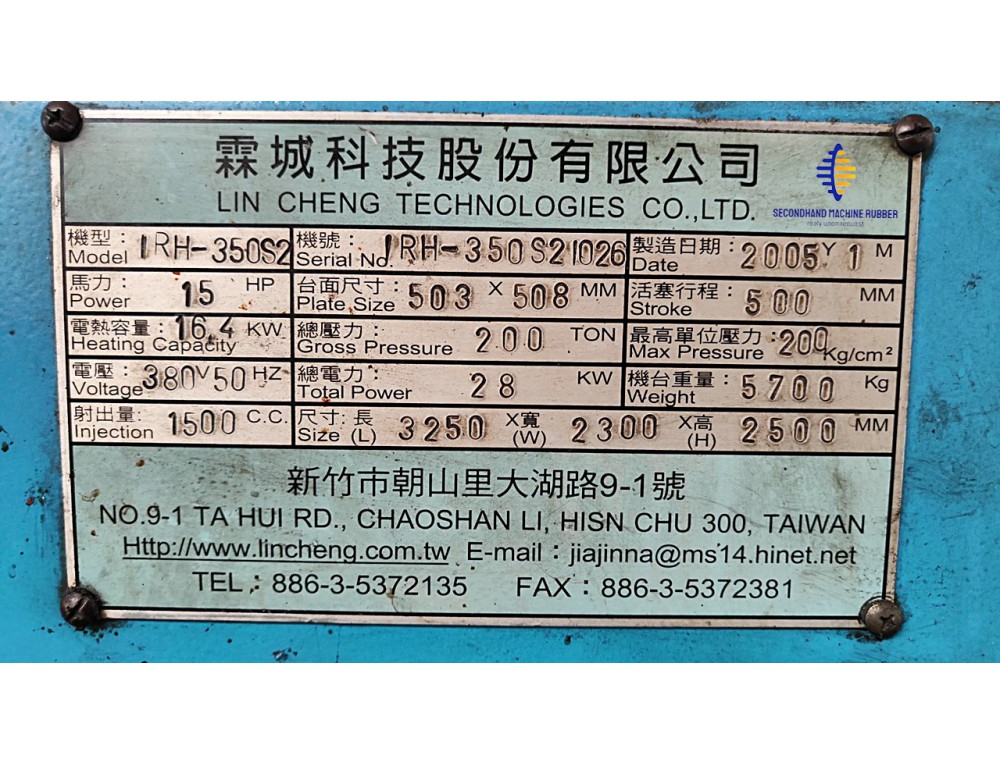 霖城科技股份有限公司
LIN CHENG TECHNOLOGIES CO.,LTD.
SECONDHAND MACHINE RUBBER
機型: IRH-350S2 機號: IRH-350S21026 製造日期: 2005Y 1 M
Model Serial No. Date
馬力: 15 HP 台面尺寸: 503 X 508 MM 活塞行程: 500 MM
Power Plate Size Stroke
電熱容量: 16.4 KW 總壓力: 200 TON 最高單位壓力: 200 Kg/cm²
Heating Capacity Gross Pressure Max Pressure
電壓: 380V 50 HZ 總電力: 28 KW 機台重量: 5700 Kg
Voltage Total Power Weight
射出量: 1500 C.C. 尺寸: 長 3250 X寬 2300 X高 2500 MM
Injection Size (L) (W) (H)
新竹市朝山里大湖路9-1號
NO.9-1 TA HUI RD., CHAOSHAN LI, HISN CHU 300, TAIWAN
Http://www.lincheng.com.tw E-mail : jiajinna@ms14.hinet.net
TEL : 886-3-5372135 FAX : 886-3-5372381